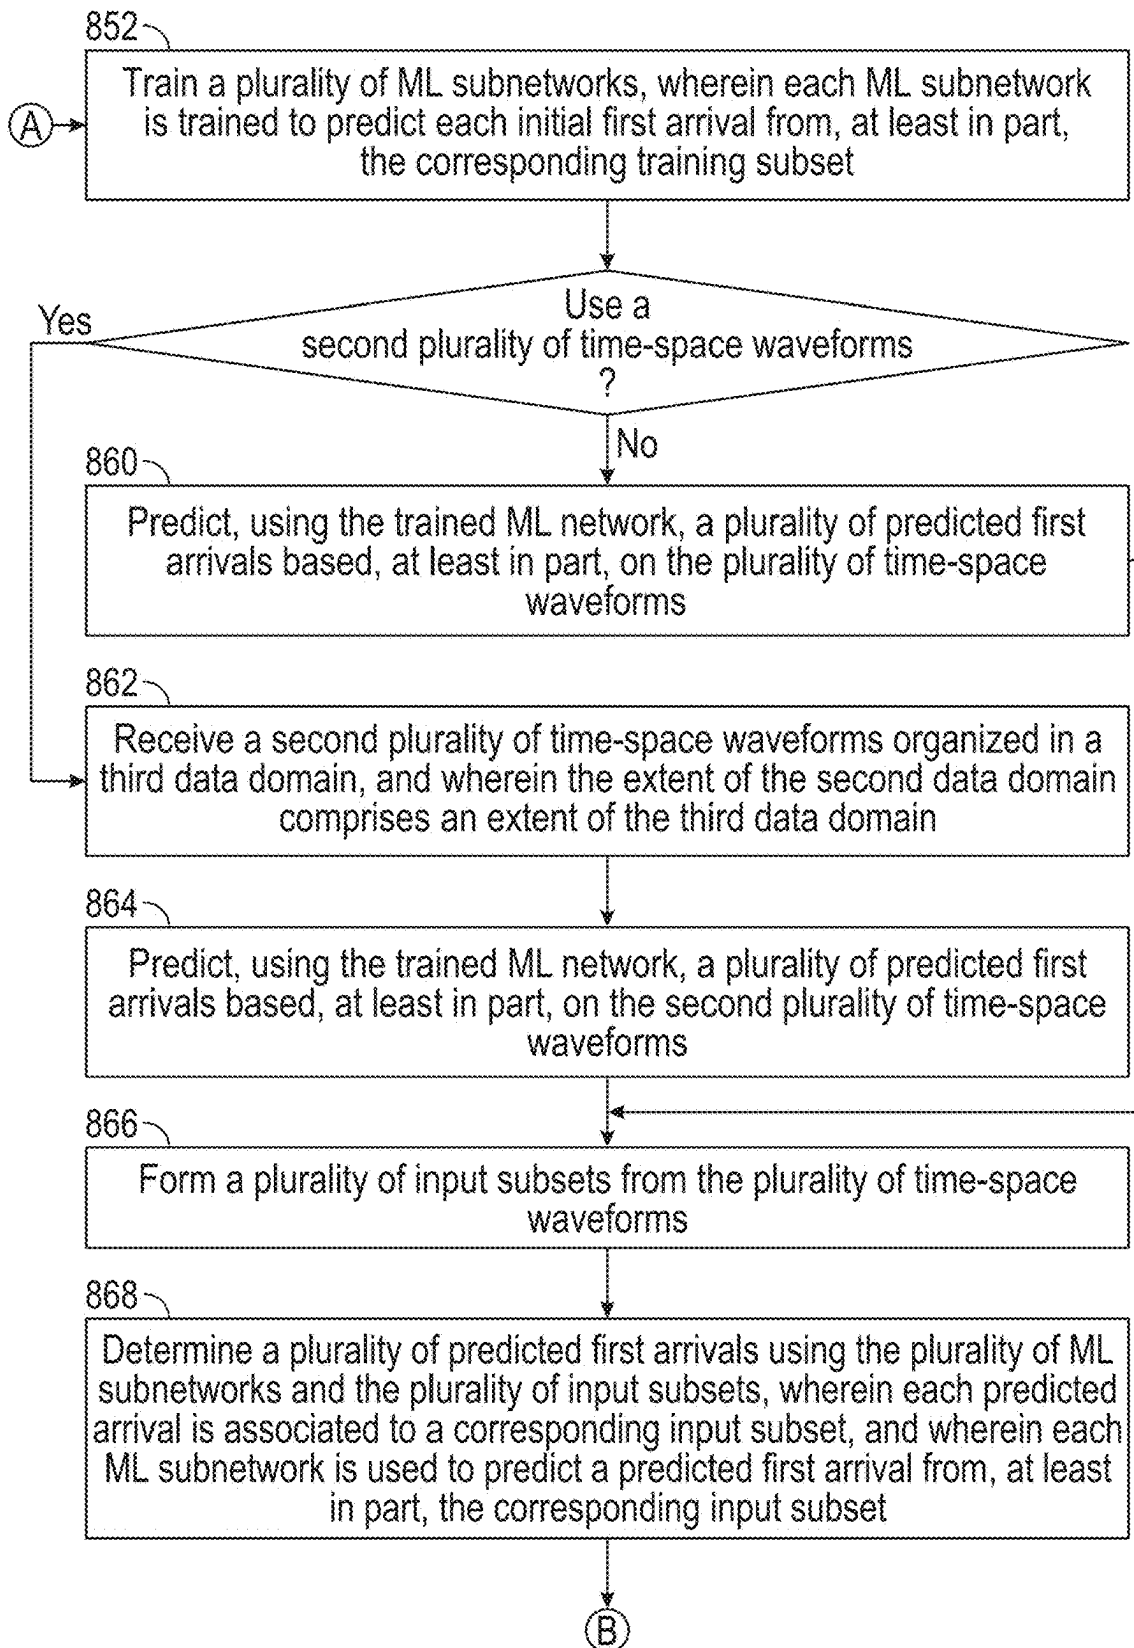 852
A
Train a plurality of ML subnetworks, wherein each ML subnetwork
is trained to predict each initial first arrival from, at least in part,
the corresponding training subset
Use a
Yes
second plurality of time-space waveforms
?
No
860
Predict, using the trained ML network, a plurality of predicted first
arrivals based, at least in part, on the plurality of time-space
waveforms
862
Receive a second plurality of time-space waveforms organized in a
third data domain, and wherein the extent of the second data domain
comprises an extent of the third data domain
864
Predict, using the trained ML network, a plurality of predicted first
arrivals based, at least in part, on the second plurality of time-space
waveforms
866
Form a plurality of input subsets from the plurality of time-space
waveforms
868
Determine a plurality of predicted first arrivals using the plurality of ML
subnetworks and the plurality of input subsets, wherein each predicted
arrival is associated to a corresponding input subset, and wherein each
ML subnetwork is used to predict a predicted first arrival from, at least
in part, the corresponding input subset
B